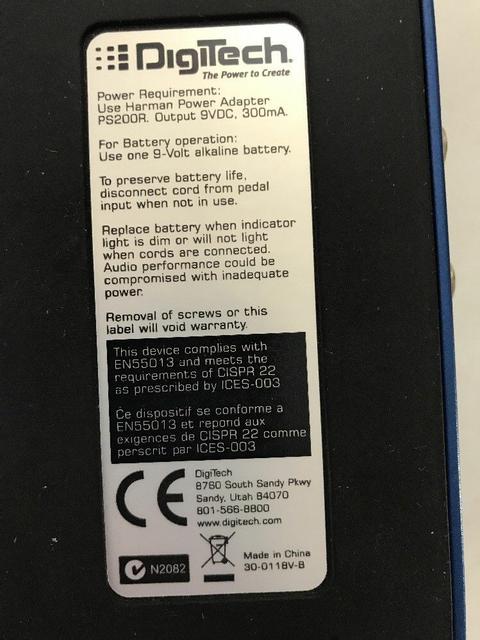 DigiTech.
The Power to Create
Power Requirement:
Use Harman Power Adapter
PS200R. Output 9VDC, 300mA.
For Battery operation:
Use one 9-Volt alkaline battery.
To preserve battery life,
disconnect cord from pedal
input when not in use.
Replace battery when indicator
light is dim or will not light
when cords are connected.
Audio performance could be
compromised with inadequate
power.
Removal of screws or this
label will void warranty.
This device complies with
EN55013 and meets the
requirements of CISPR 22
as prescribed by ICES-003
Ce dispositif se conforme a
EN55013 et repond aux
exigences de CISPR 22 comme
perscrit par ICES-003
CE
DigiTech
8760 South Sandy Pkwy
Sandy, Utah 84070
801-566-8800
www.digitech.com
N2082
Made in China
30-0118V-B